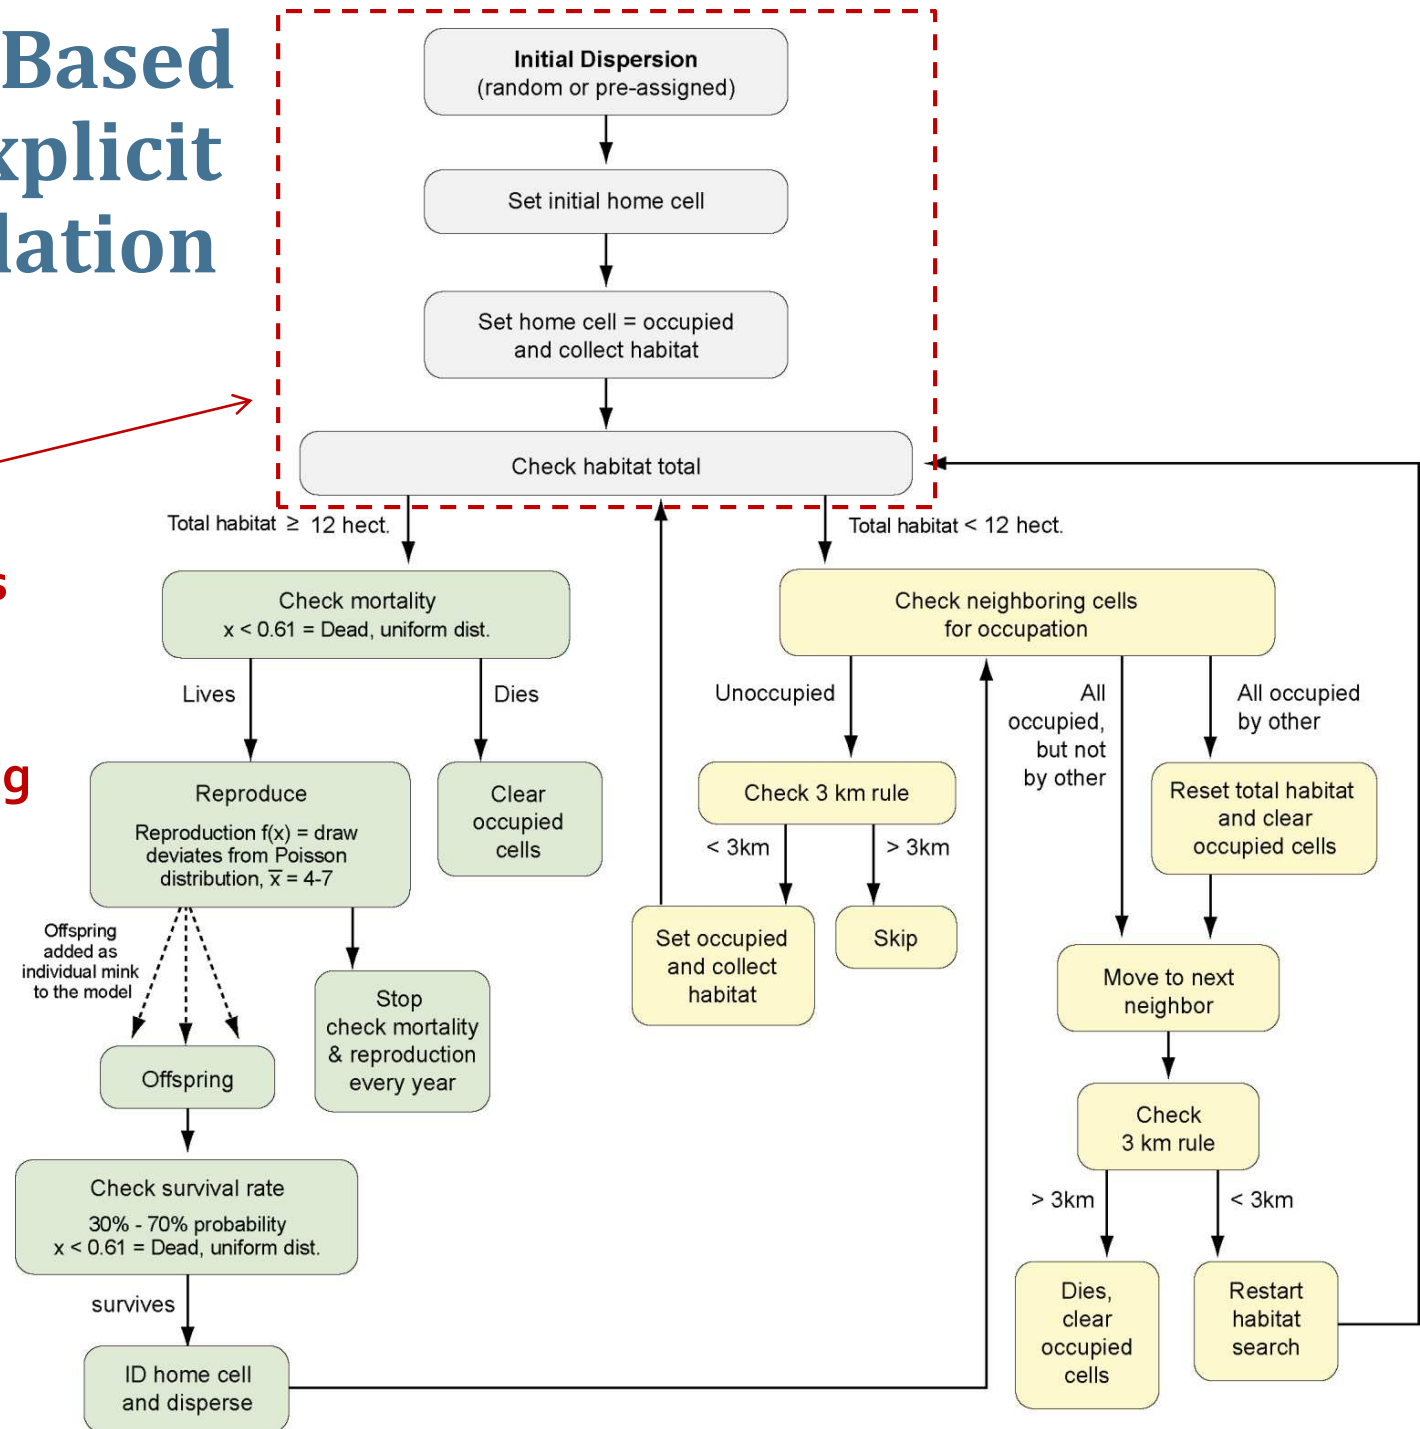 Based
xplicit
lation
s
g
Initial Dispersion
(random or pre-assigned)
Set initial home cell
Set home cell = occupied
and collect habitat
Check habitat total
Total habitat ≥ 12 hect.
Total habitat < 12 hect.
Check mortality
x < 0.61 = Dead, uniform dist.
Check neighboring cells
for occupation
Lives
Dies
Unoccupied
All
occupied,
but not
by other
All occupied
by other
Reproduce
Reproduction f(x) = draw
deviates from Poisson
distribution, x̅ = 4-7
Clear
occupied
cells
Check 3 km rule
Reset total habitat
and clear
occupied cells
< 3km
> 3km
Offspring
added as
individual mink
to the model
Stop
check mortality
& reproduction
every year
Set occupied
and collect
habitat
Skip
Move to next
neighbor
Offspring
Check
3 km rule
Check survival rate
30% - 70% probability
x < 0.61 = Dead, uniform dist.
> 3km
< 3km
survives
Dies,
clear
occupied
cells
Restart
habitat
search
ID home cell
and disperse